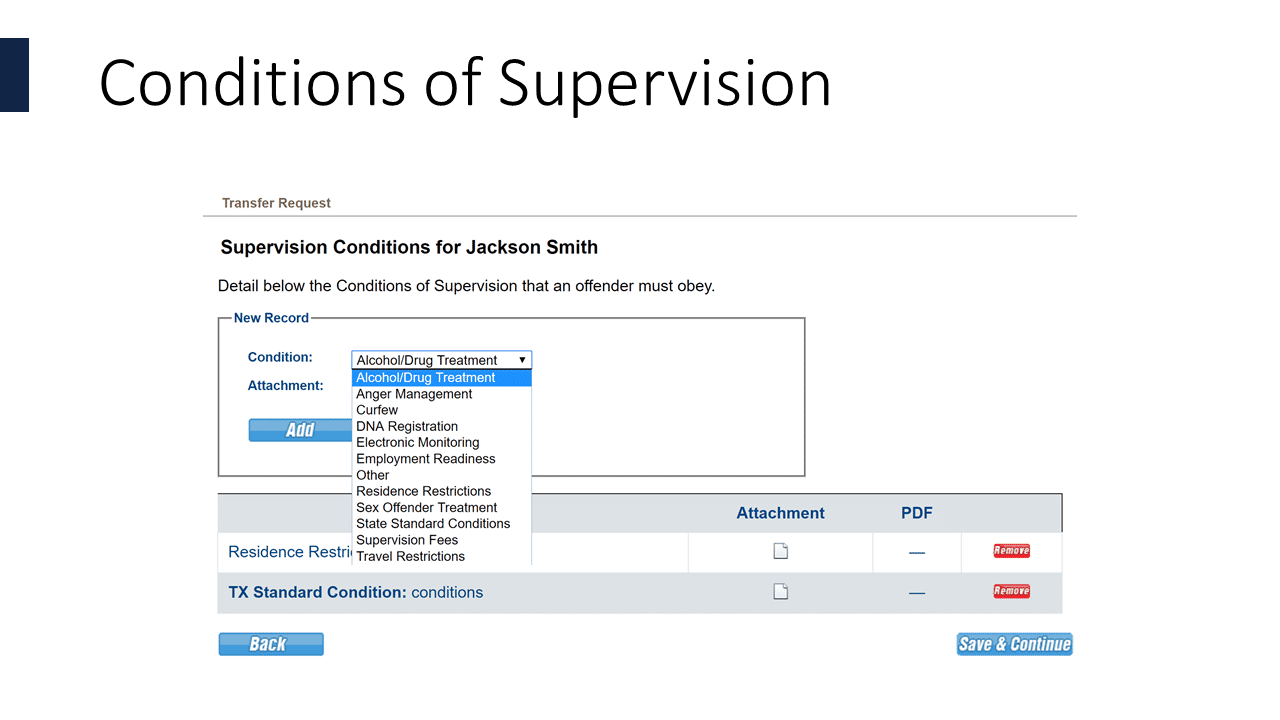 Conditions of Supervision
Transfer Request
Supervision Conditions for Jackson Smith
Detail below the Conditions of Supervision that an offender must obey.
New Record
Condition: Alcohol/Drug Treatment ▼
Alcohol/Drug Treatment
Attachment:
Anger Management
Curfew
DNA Registration
Add
Electronic Monitoring
Employment Readiness
Other
Residence Restrictions
Sex Offender Treatment
State Standard Conditions
Supervision Fees
Travel Restrictions
Attachment PDF
Residence Restri — Remove
TX Standard Condition: conditions — Remove
Back Save & Continue